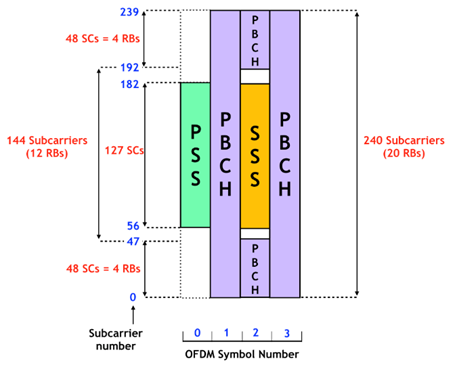 239
48 SCs = 4 RBs
192
182
144 Subcarriers
(12 RBs)
127 SCs
56
47
48 SCs = 4 RBs
0
Subcarrier
number
PSS
PBCH
PBCH
SSS
PBCH
PBCH
240 Subcarriers
(20 RBs)
0 1 2 3
OFDM Symbol Number